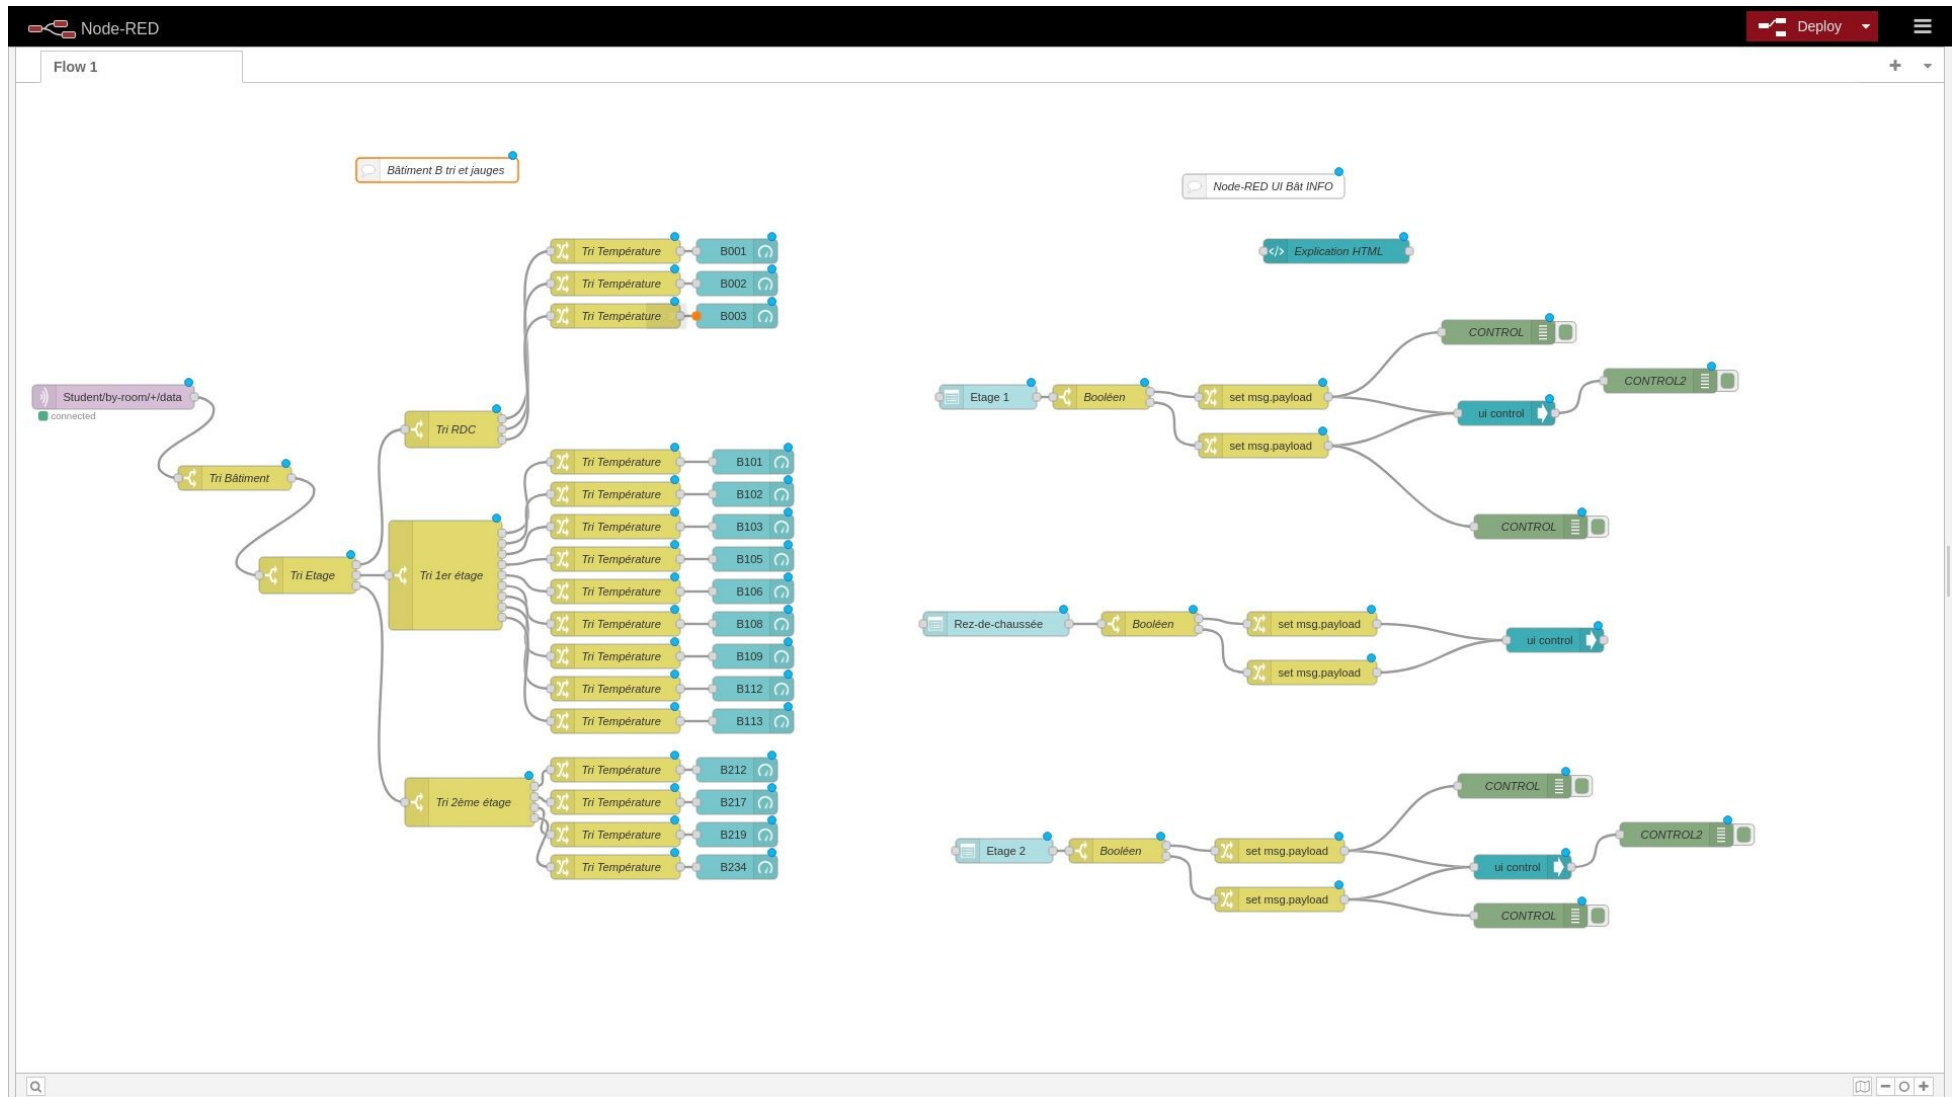 Node-RED
Deploy
Flow 1
Bâtiment B tri et jauges
Node-RED UI Bât INFO
Tri Température
B001
Tri Température
B002
Tri Température
B003
Explication HTML
Student/by-room/+/data
connected
Tri Bâtiment
Tri Etage
Tri RDC
Tri 1er étage
Tri 2ème étage
Tri Température
B101
Tri Température
B102
Tri Température
B103
Tri Température
B105
Tri Température
B106
Tri Température
B108
Tri Température
B109
Tri Température
B112
Tri Température
B113
Tri Température
B212
Tri Température
B217
Tri Température
B219
Tri Température
B234
Etage 1
Booléen
set msg.payload
set msg.payload
CONTROL
ui control
CONTROL2
CONTROL
Rez-de-chaussée
Booléen
set msg.payload
set msg.payload
ui control
Etage 2
Booléen
set msg.payload
set msg.payload
CONTROL
ui control
CONTROL2
CONTROL